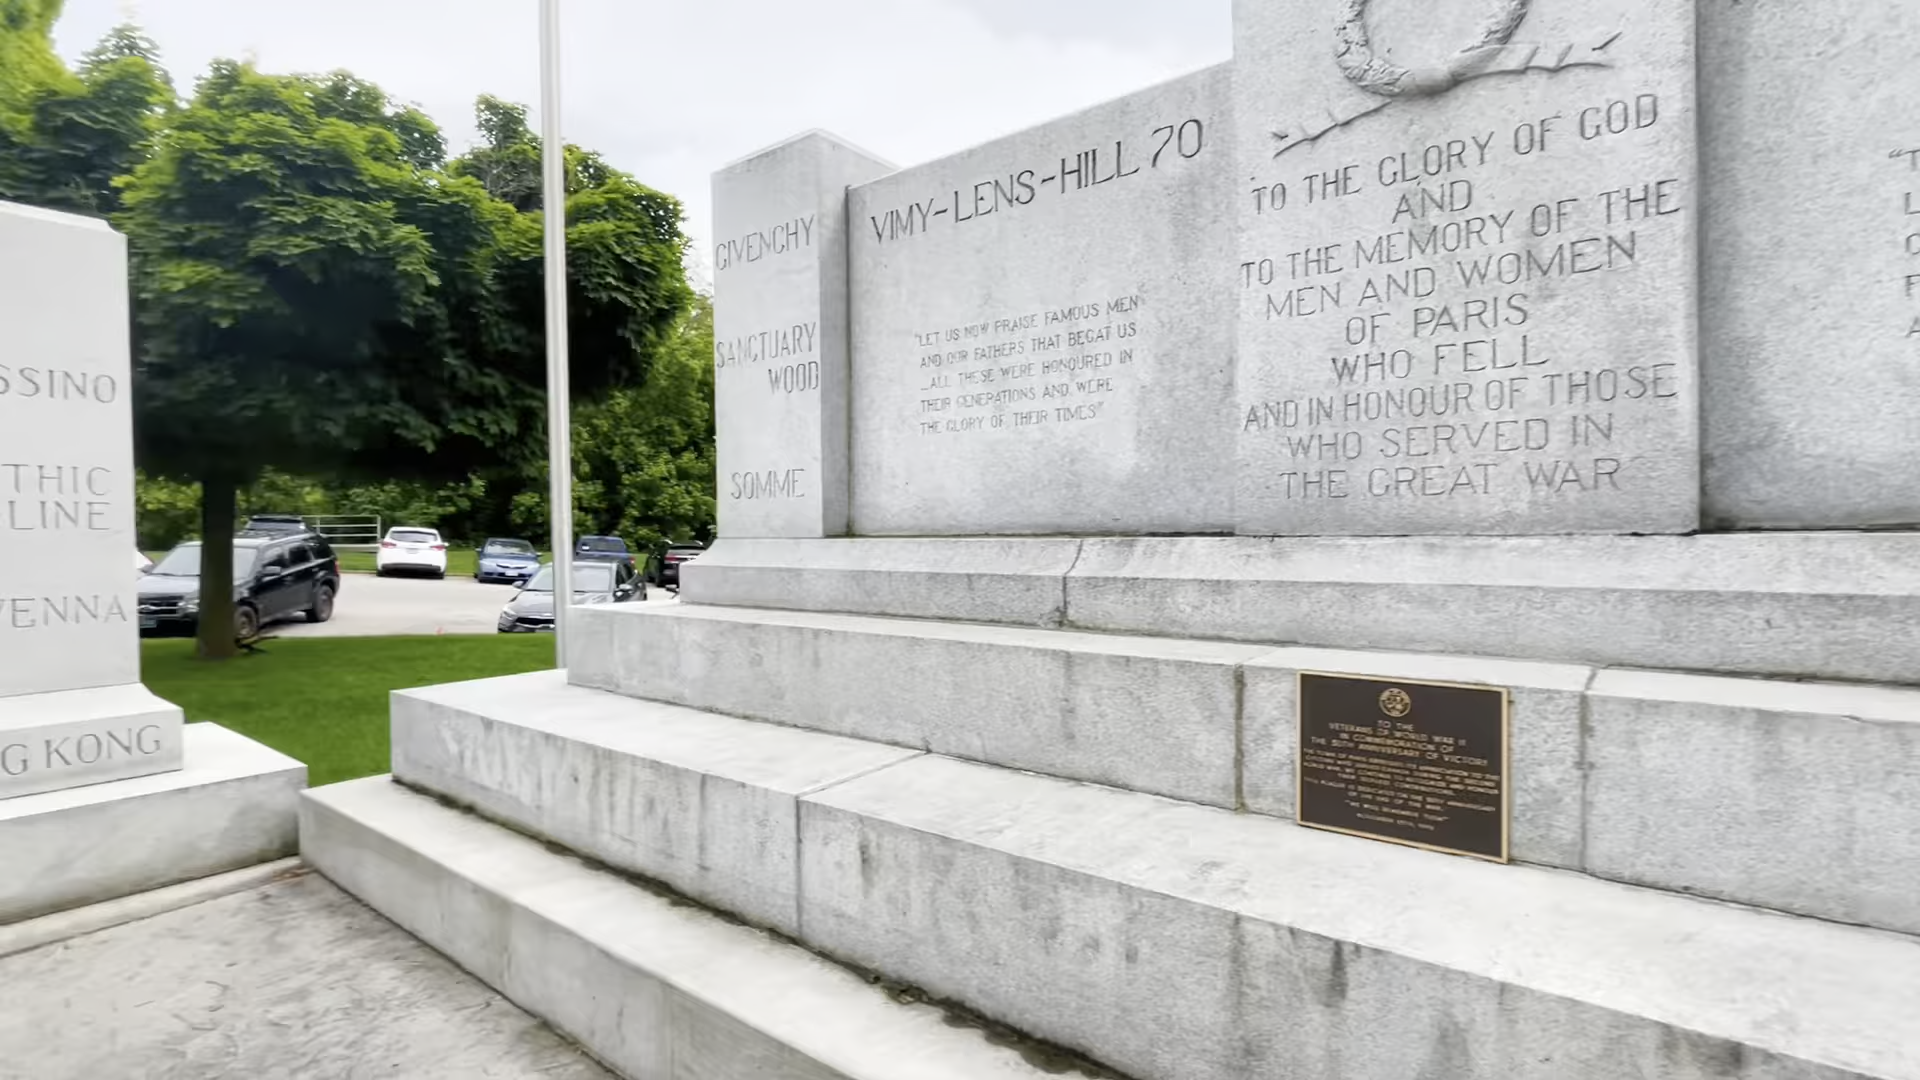 SSINO
THIC
LINE
VENNA
G KONG
GIVENCHY
SANCTUARY
WOOD
SOMME
VIMY-LENS-HILL 70
"LET US NOW PRAISE FAMOUS MEN
AND OUR FATHERS THAT BEGAT US
...ALL THESE WERE HONOURED IN
THEIR GENERATIONS AND WERE
THE GLORY OF THEIR TIMES"
TO THE GLORY OF GOD
AND
TO THE MEMORY OF THE
MEN AND WOMEN
OF PARIS
WHO FELL
AND IN HONOUR OF THOSE
WHO SERVED IN
THE GREAT WAR
TO THE
VETERANS OF WORLD WAR II
IN COMMEMORATION OF
THE 50TH ANNIVERSARY OF VICTORY
"WE WILL REMEMBER THEM"